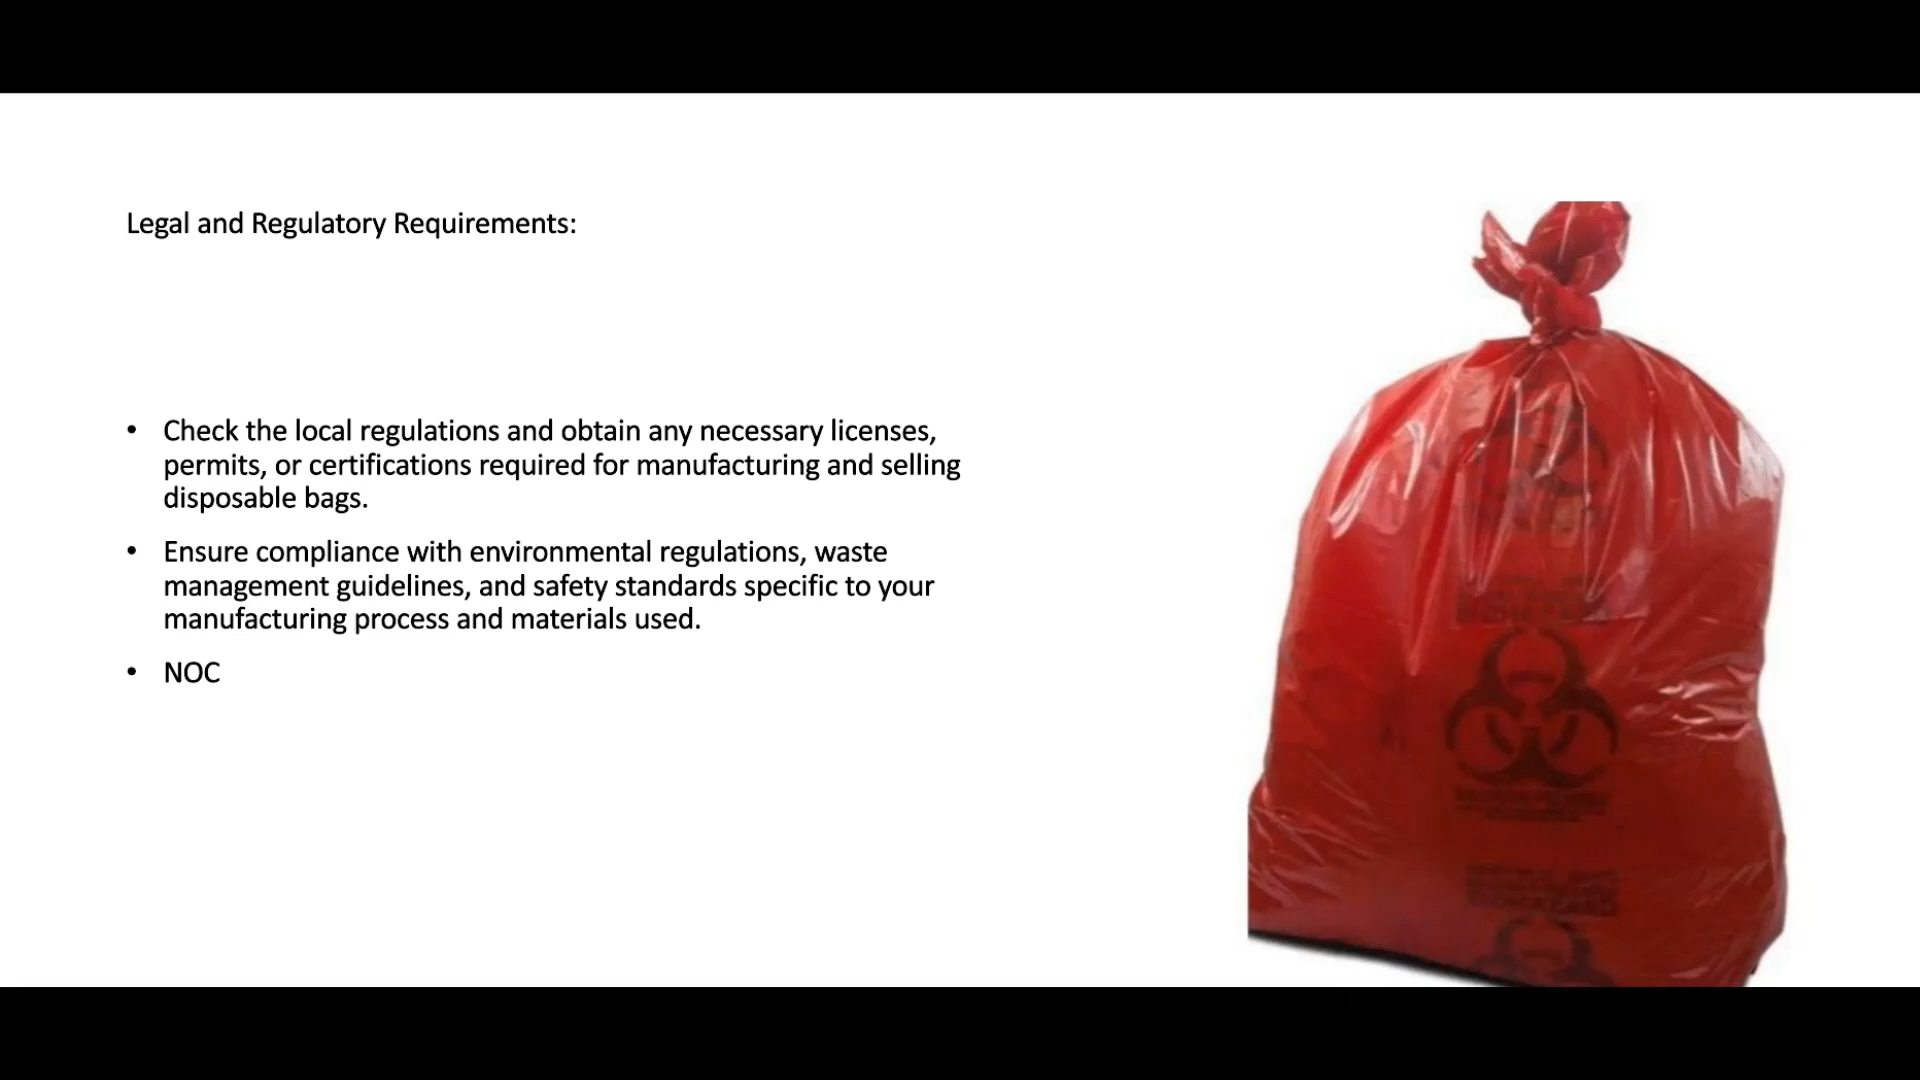 Legal and Regulatory Requirements:
• Check the local regulations and obtain any necessary licenses,
permits, or certifications required for manufacturing and selling
disposable bags.
• Ensure compliance with environmental regulations, waste
management guidelines, and safety standards specific to your
manufacturing process and materials used.
• NOC